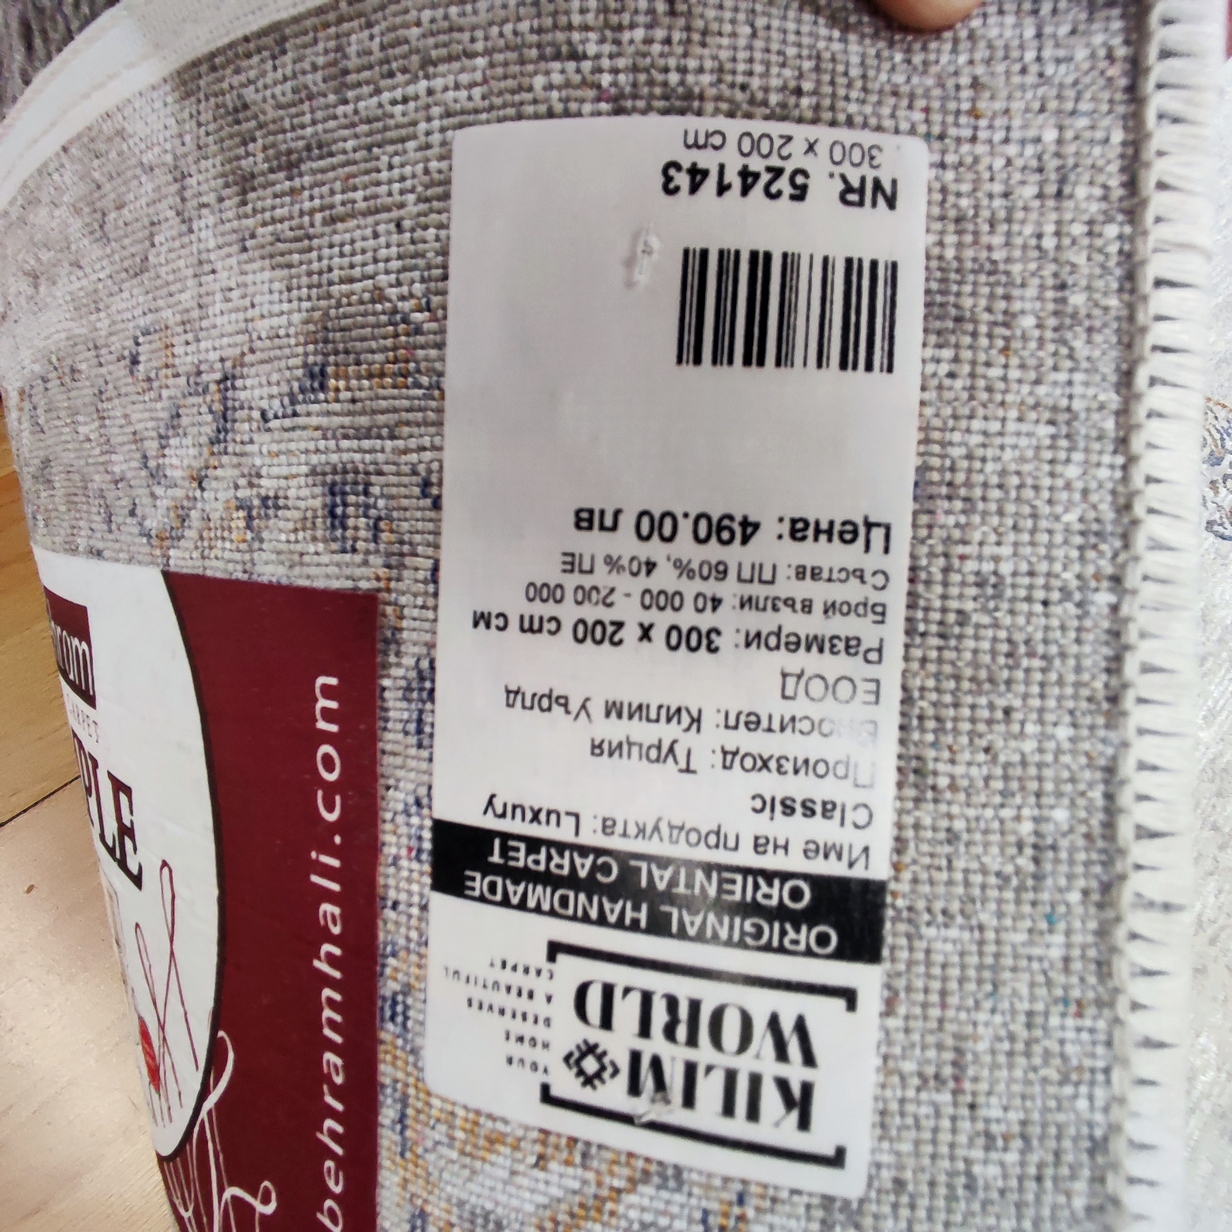 KILIM
WORLD
YOUR
HOME
DESERVES
A BEAUTIFUL
CARPET
ORIGINAL HANDMADE
ORIENTAL CARPET
Име на продукта: Luxury
Classic
Произход: Турция
Вносител: Килим Уърлд
ЕООД
Размери: 300 x 200 cm см
Брой възли: 40 000 - 200 000
Състав: ПП 60%, 40% ПЕ
Цена: 490.00 лв
NR. 524143
300 x 200 cm
behramhali.com